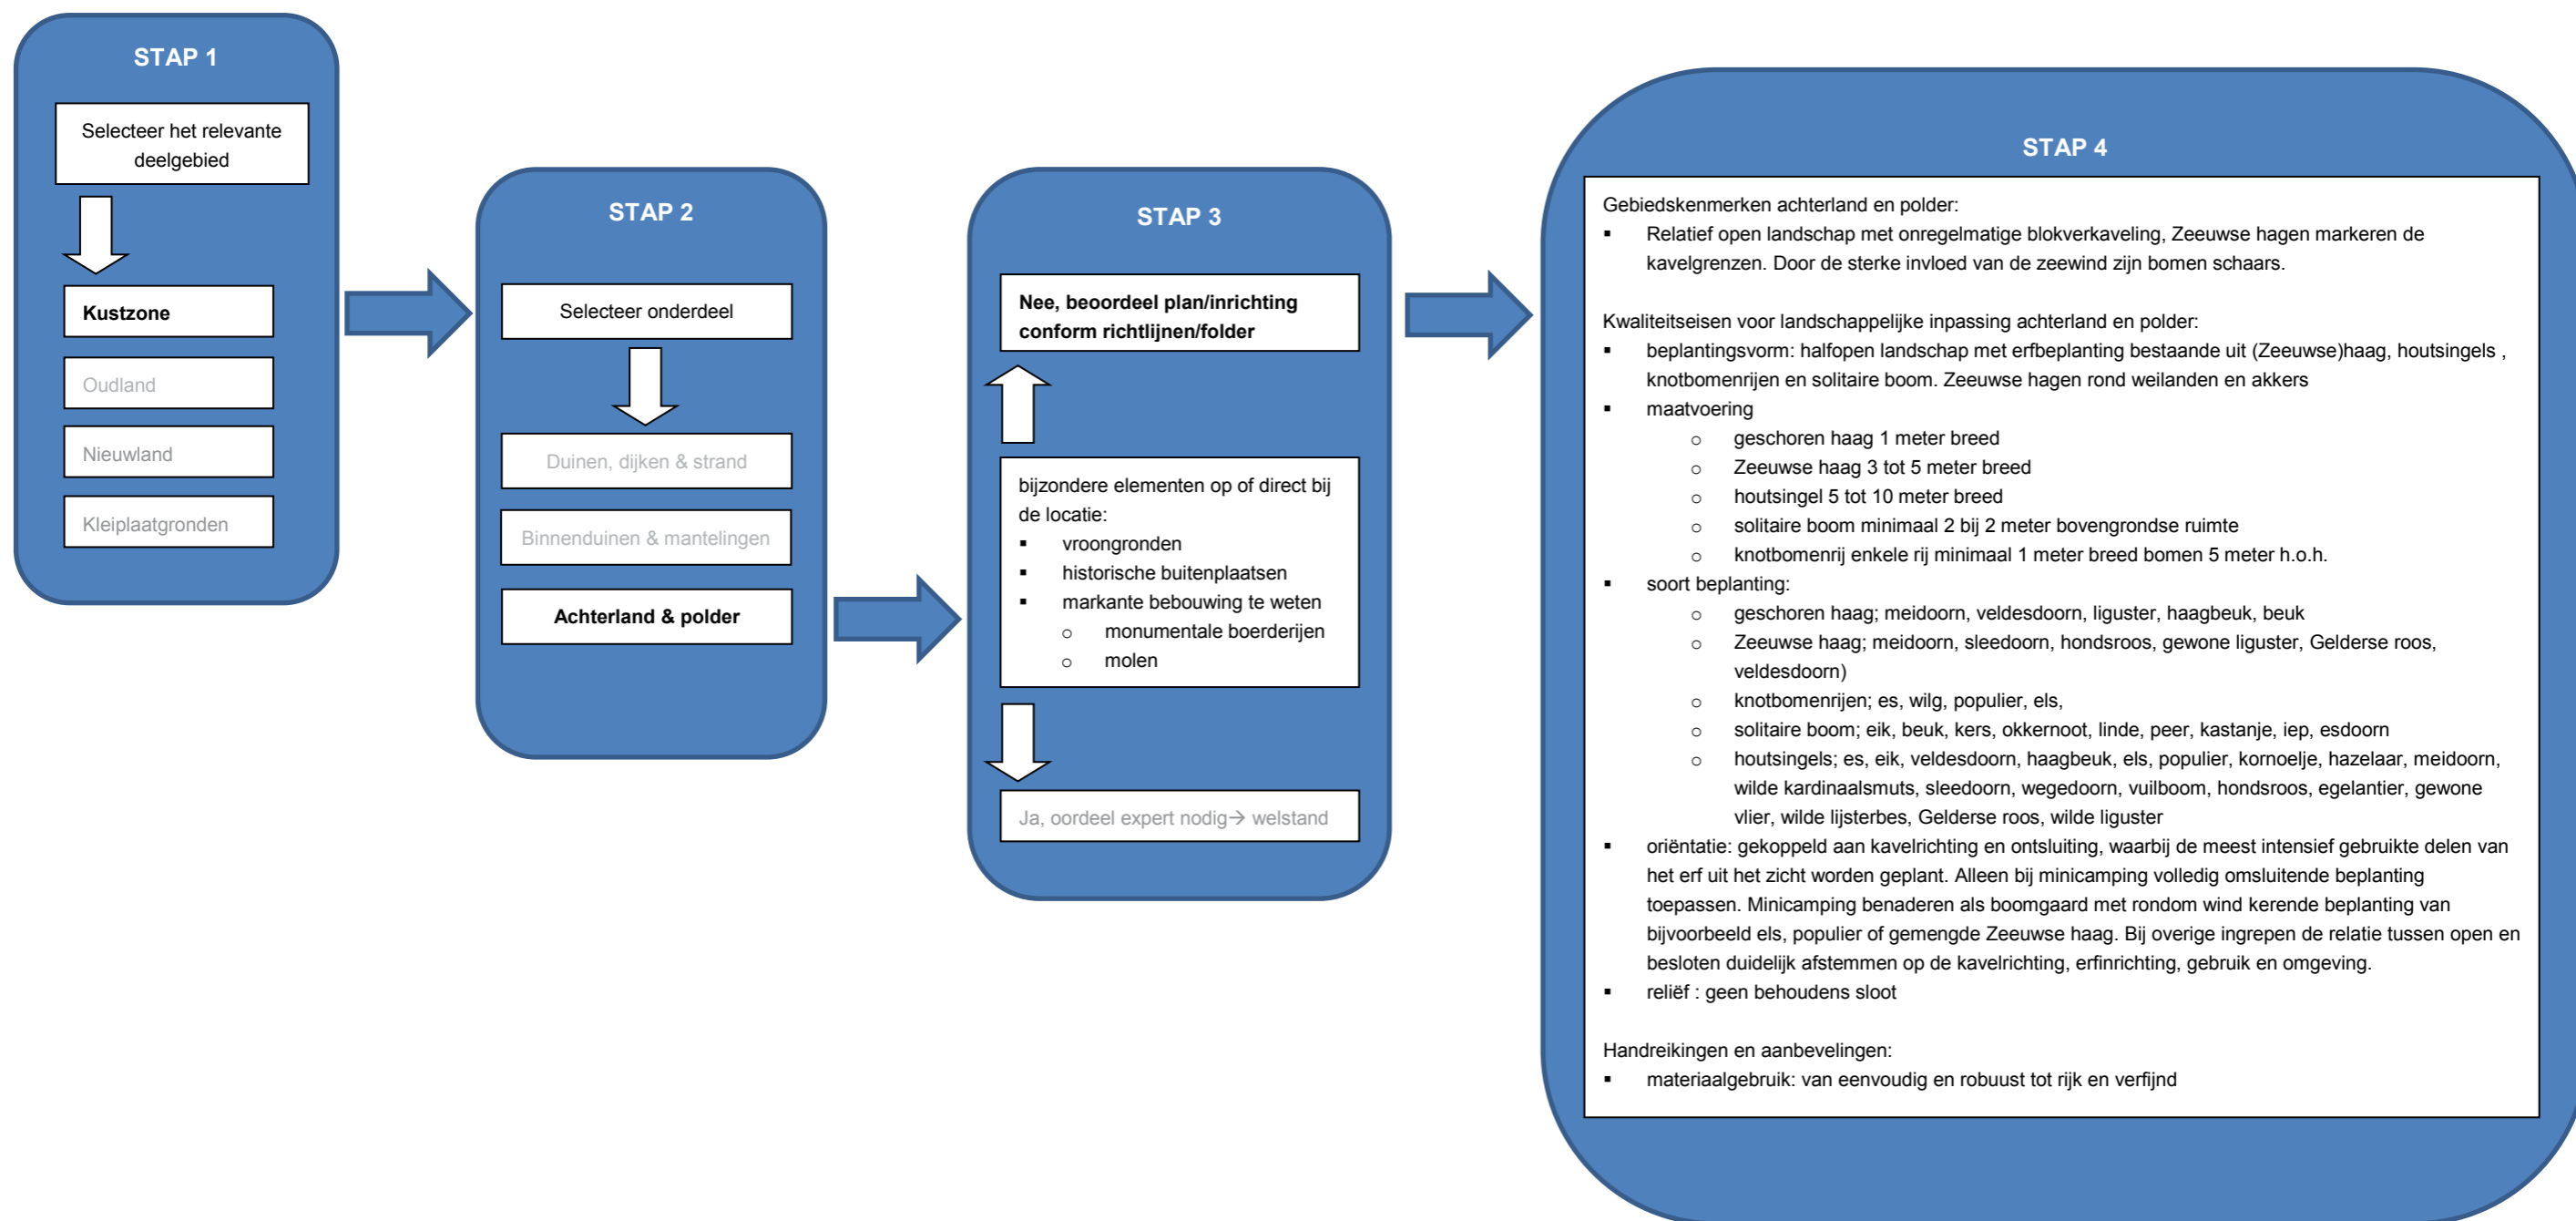 STAP 1
Selecteer het relevante
deelgebied
Kustzone
Oudland
Nieuwland
Kleiplaatgronden
STAP 2
Selecteer onderdeel
Duinen, dijken & strand
Binnenduinen & mantelingen
Achterland & polder
STAP 3
Nee, beoordeel plan/inrichting
conform richtlijnen/folder
bijzondere elementen op of direct bij
de locatie:
▪ vroongronden
▪ historische buitenplaatsen
▪ markante bebouwing te weten
o monumentale boerderijen
o molen
Ja, oordeel expert nodig→ welstand
STAP 4
Gebiedskenmerken achterland en polder:
▪ Relatief open landschap met onregelmatige blokverkaveling, Zeeuwse hagen markeren de
kavelgrenzen. Door de sterke invloed van de zeewind zijn bomen schaars.
Kwaliteitseisen voor landschappelijke inpassing achterland en polder:
▪ beplantingsvorm: halfopen landschap met erfbeplanting bestaande uit (Zeeuwse)haag, houtsingels ,
knotbomenrijen en solitaire boom. Zeeuwse hagen rond weilanden en akkers
▪ maatvoering
o geschoren haag 1 meter breed
o Zeeuwse haag 3 tot 5 meter breed
o houtsingel 5 tot 10 meter breed
o solitaire boom minimaal 2 bij 2 meter bovengrondse ruimte
o knotbomenrij enkele rij minimaal 1 meter breed bomen 5 meter h.o.h.
▪ soort beplanting:
o geschoren haag; meidoorn, veldesdoorn, liguster, haagbeuk, beuk
o Zeeuwse haag; meidoorn, sleedoorn, hondsroos, gewone liguster, Gelderse roos,
veldesdoorn)
o knotbomenrijen; es, wilg, populier, els,
o solitaire boom; eik, beuk, kers, okkernoot, linde, peer, kastanje, iep, esdoorn
o houtsingels; es, eik, veldesdoorn, haagbeuk, els, populier, kornoelje, hazelaar, meidoorn,
wilde kardinaalsmuts, sleedoorn, wegedoorn, vuilboom, hondsroos, egelantier, gewone
vlier, wilde lijsterbes, Gelderse roos, wilde liguster
▪ oriëntatie: gekoppeld aan kavelrichting en ontsluiting, waarbij de meest intensief gebruikte delen van
het erf uit het zicht worden geplant. Alleen bij minicamping volledig omsluitende beplanting
toepassen. Minicamping benaderen als boomgaard met rondom wind kerende beplanting van
bijvoorbeeld els, populier of gemengde Zeeuwse haag. Bij overige ingrepen de relatie tussen open en
besloten duidelijk afstemmen op de kavelrichting, erfinrichting, gebruik en omgeving.
▪ reliëf : geen behoudens sloot
Handreikingen en aanbevelingen:
▪ materiaalgebruik: van eenvoudig en robuust tot rijk en verfijnd